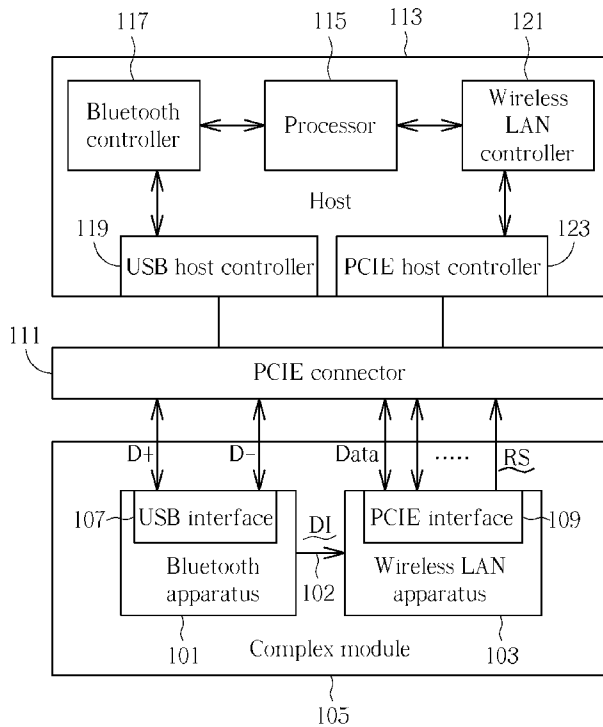 113
117
115
121
Bluetooth
controller
Processor
Wireless
LAN
controller
Host
119
123
USB host controller
PCIE host controller
111
PCIE connector
D+
D-
Data
.....
RS
107
USB interface
DI
PCIE interface
109
Bluetooth
apparatus
102
Wireless LAN
apparatus
101
Complex module
103
105